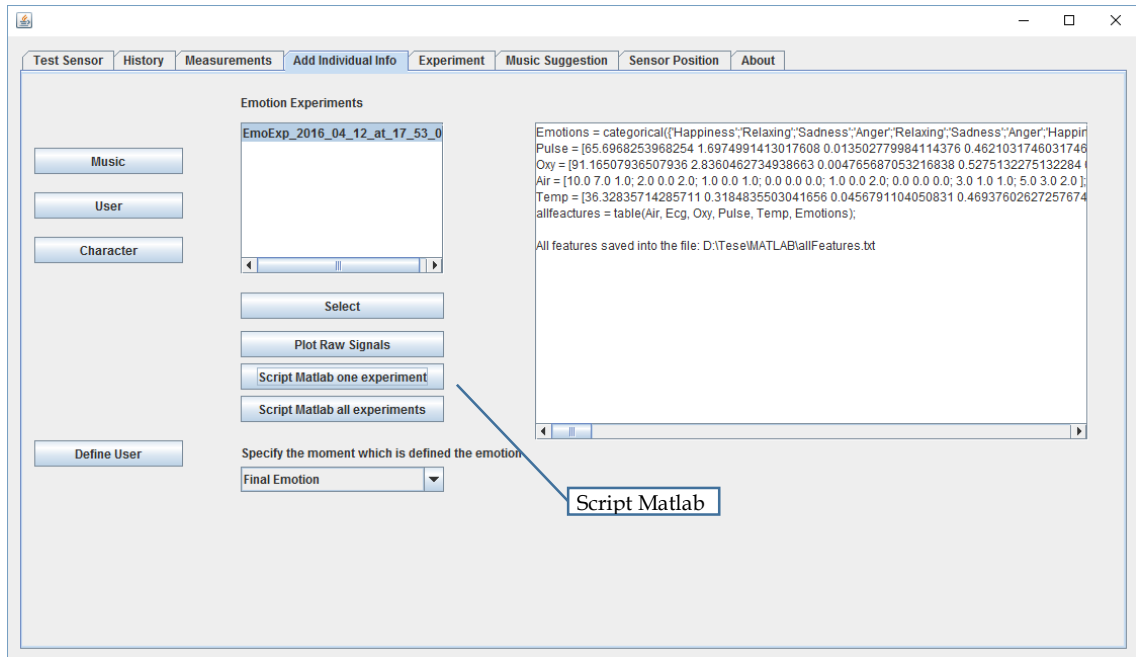 Test Sensor
History
Measurements
Add Individual Info
Experiment
Music Suggestion
Sensor Position
About
Music
User
Character
Define User
Emotion Experiments
EmoExp_2016_04_12_at_17_53_0
Select
Plot Raw Signals
Script Matlab one experiment
Script Matlab all experiments
Specify the moment which is defined the emotion
Final Emotion
Emotions = categorical({'Happiness';'Relaxing';'Sadness';'Anger';'Relaxing';'Sadness';'Anger';'Happin
Pulse = [65.6968253968254 1.6974991413017608 0.013502779984114376 0.4621031746031746
Oxy = [91.16507936507936 2.8360462734938663 0.004765687053216838 0.5275132275132284
Air = [10.0 7.0 1.0; 2.0 0.0 2.0; 1.0 0.0 1.0; 0.0 0.0 0.0; 1.0 0.0 2.0; 0.0 0.0 0.0; 3.0 1.0 1.0; 5.0 3.0 2.0 ];
Temp = [36.32835714285711 0.3184835503041656 0.0456791104050831 0.46937602627257674
allfeactures = table(Air, Ecg, Oxy, Pulse, Temp, Emotions);
All features saved into the file: D:\Tese\MATLAB\allFeatures.txt
Script Matlab